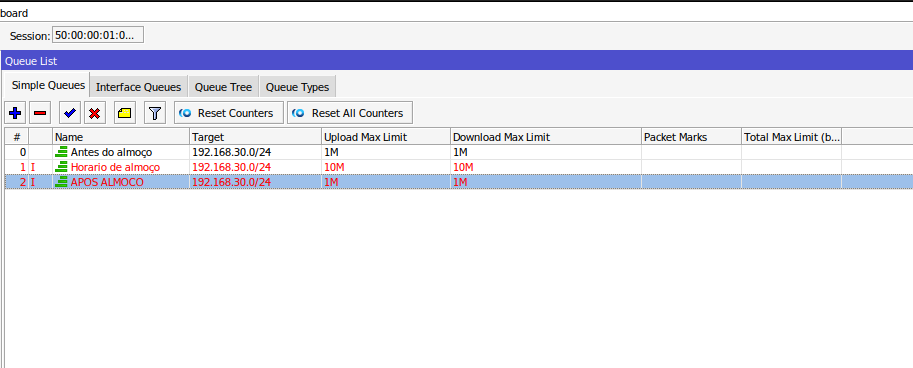 board
Session: 50:00:00:01:0...
Queue List
Simple Queues Interface Queues Queue Tree Queue Types
Reset Counters Reset All Counters
# Name Target Upload Max Limit Download Max Limit Packet Marks Total Max Limit (b...
0 Antes do almoço 192.168.30.0/24 1M 1M
1 I Horario de almoço 192.168.30.0/24 10M 10M
2 I APOS ALMOCO 192.168.30.0/24 1M 1M